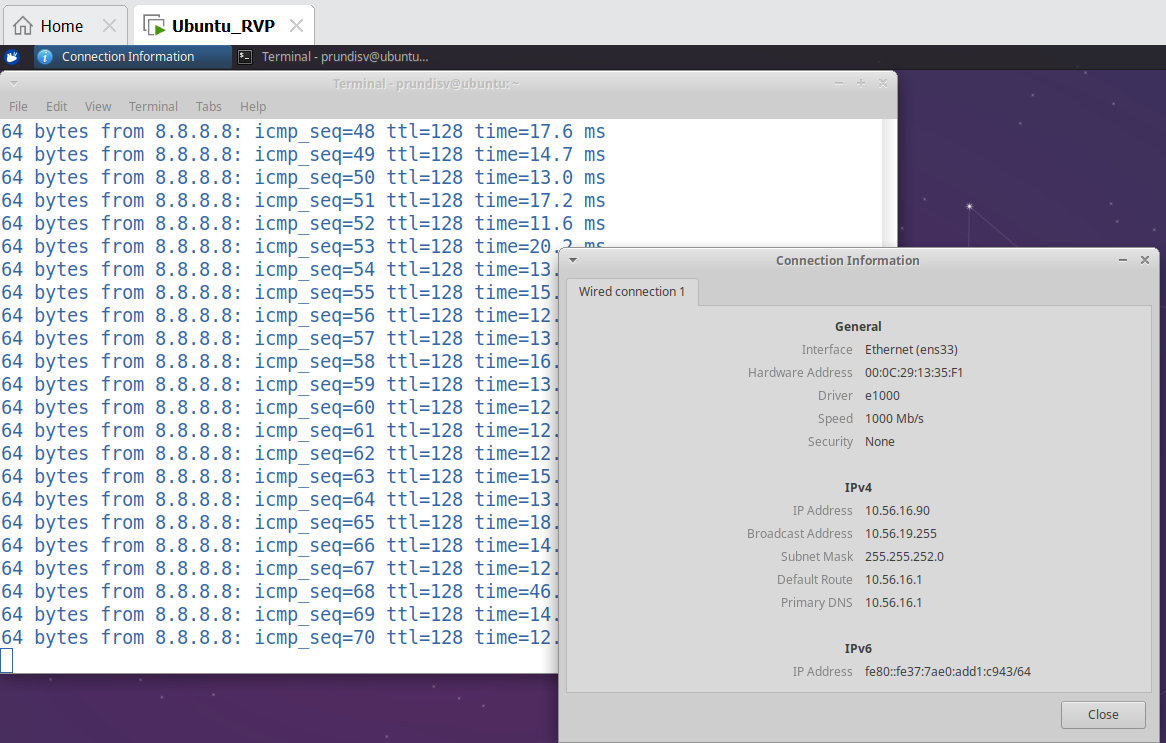 Home
Ubuntu_RVP
Connection Information
Terminal - prundisv@ubuntu...
Terminal - prundisv@ubuntu: ~
File Edit View Terminal Tabs Help
64 bytes from 8.8.8.8: icmp_seq=48 ttl=128 time=17.6 ms
64 bytes from 8.8.8.8: icmp_seq=49 ttl=128 time=14.7 ms
64 bytes from 8.8.8.8: icmp_seq=50 ttl=128 time=13.0 ms
64 bytes from 8.8.8.8: icmp_seq=51 ttl=128 time=17.2 ms
64 bytes from 8.8.8.8: icmp_seq=52 ttl=128 time=11.6 ms
64 bytes from 8.8.8.8: icmp_seq=53 ttl=128 time=20.2 ms
64 bytes from 8.8.8.8: icmp_seq=54 ttl=128 time=13.
64 bytes from 8.8.8.8: icmp_seq=55 ttl=128 time=15.
64 bytes from 8.8.8.8: icmp_seq=56 ttl=128 time=12.
64 bytes from 8.8.8.8: icmp_seq=57 ttl=128 time=13.
64 bytes from 8.8.8.8: icmp_seq=58 ttl=128 time=16.
64 bytes from 8.8.8.8: icmp_seq=59 ttl=128 time=13.
64 bytes from 8.8.8.8: icmp_seq=60 ttl=128 time=12.
64 bytes from 8.8.8.8: icmp_seq=61 ttl=128 time=12.
64 bytes from 8.8.8.8: icmp_seq=62 ttl=128 time=12.
64 bytes from 8.8.8.8: icmp_seq=63 ttl=128 time=15.
64 bytes from 8.8.8.8: icmp_seq=64 ttl=128 time=13.
64 bytes from 8.8.8.8: icmp_seq=65 ttl=128 time=18.
64 bytes from 8.8.8.8: icmp_seq=66 ttl=128 time=14.
64 bytes from 8.8.8.8: icmp_seq=67 ttl=128 time=12.
64 bytes from 8.8.8.8: icmp_seq=68 ttl=128 time=46.
64 bytes from 8.8.8.8: icmp_seq=69 ttl=128 time=14.
64 bytes from 8.8.8.8: icmp_seq=70 ttl=128 time=12.
Connection Information
Wired connection 1
General
Interface Ethernet (ens33)
Hardware Address 00:0C:29:13:35:F1
Driver e1000
Speed 1000 Mb/s
Security None
IPv4
IP Address 10.56.16.90
Broadcast Address 10.56.19.255
Subnet Mask 255.255.252.0
Default Route 10.56.16.1
Primary DNS 10.56.16.1
IPv6
IP Address fe80::fe37:7ae0:add1:c943/64
Close